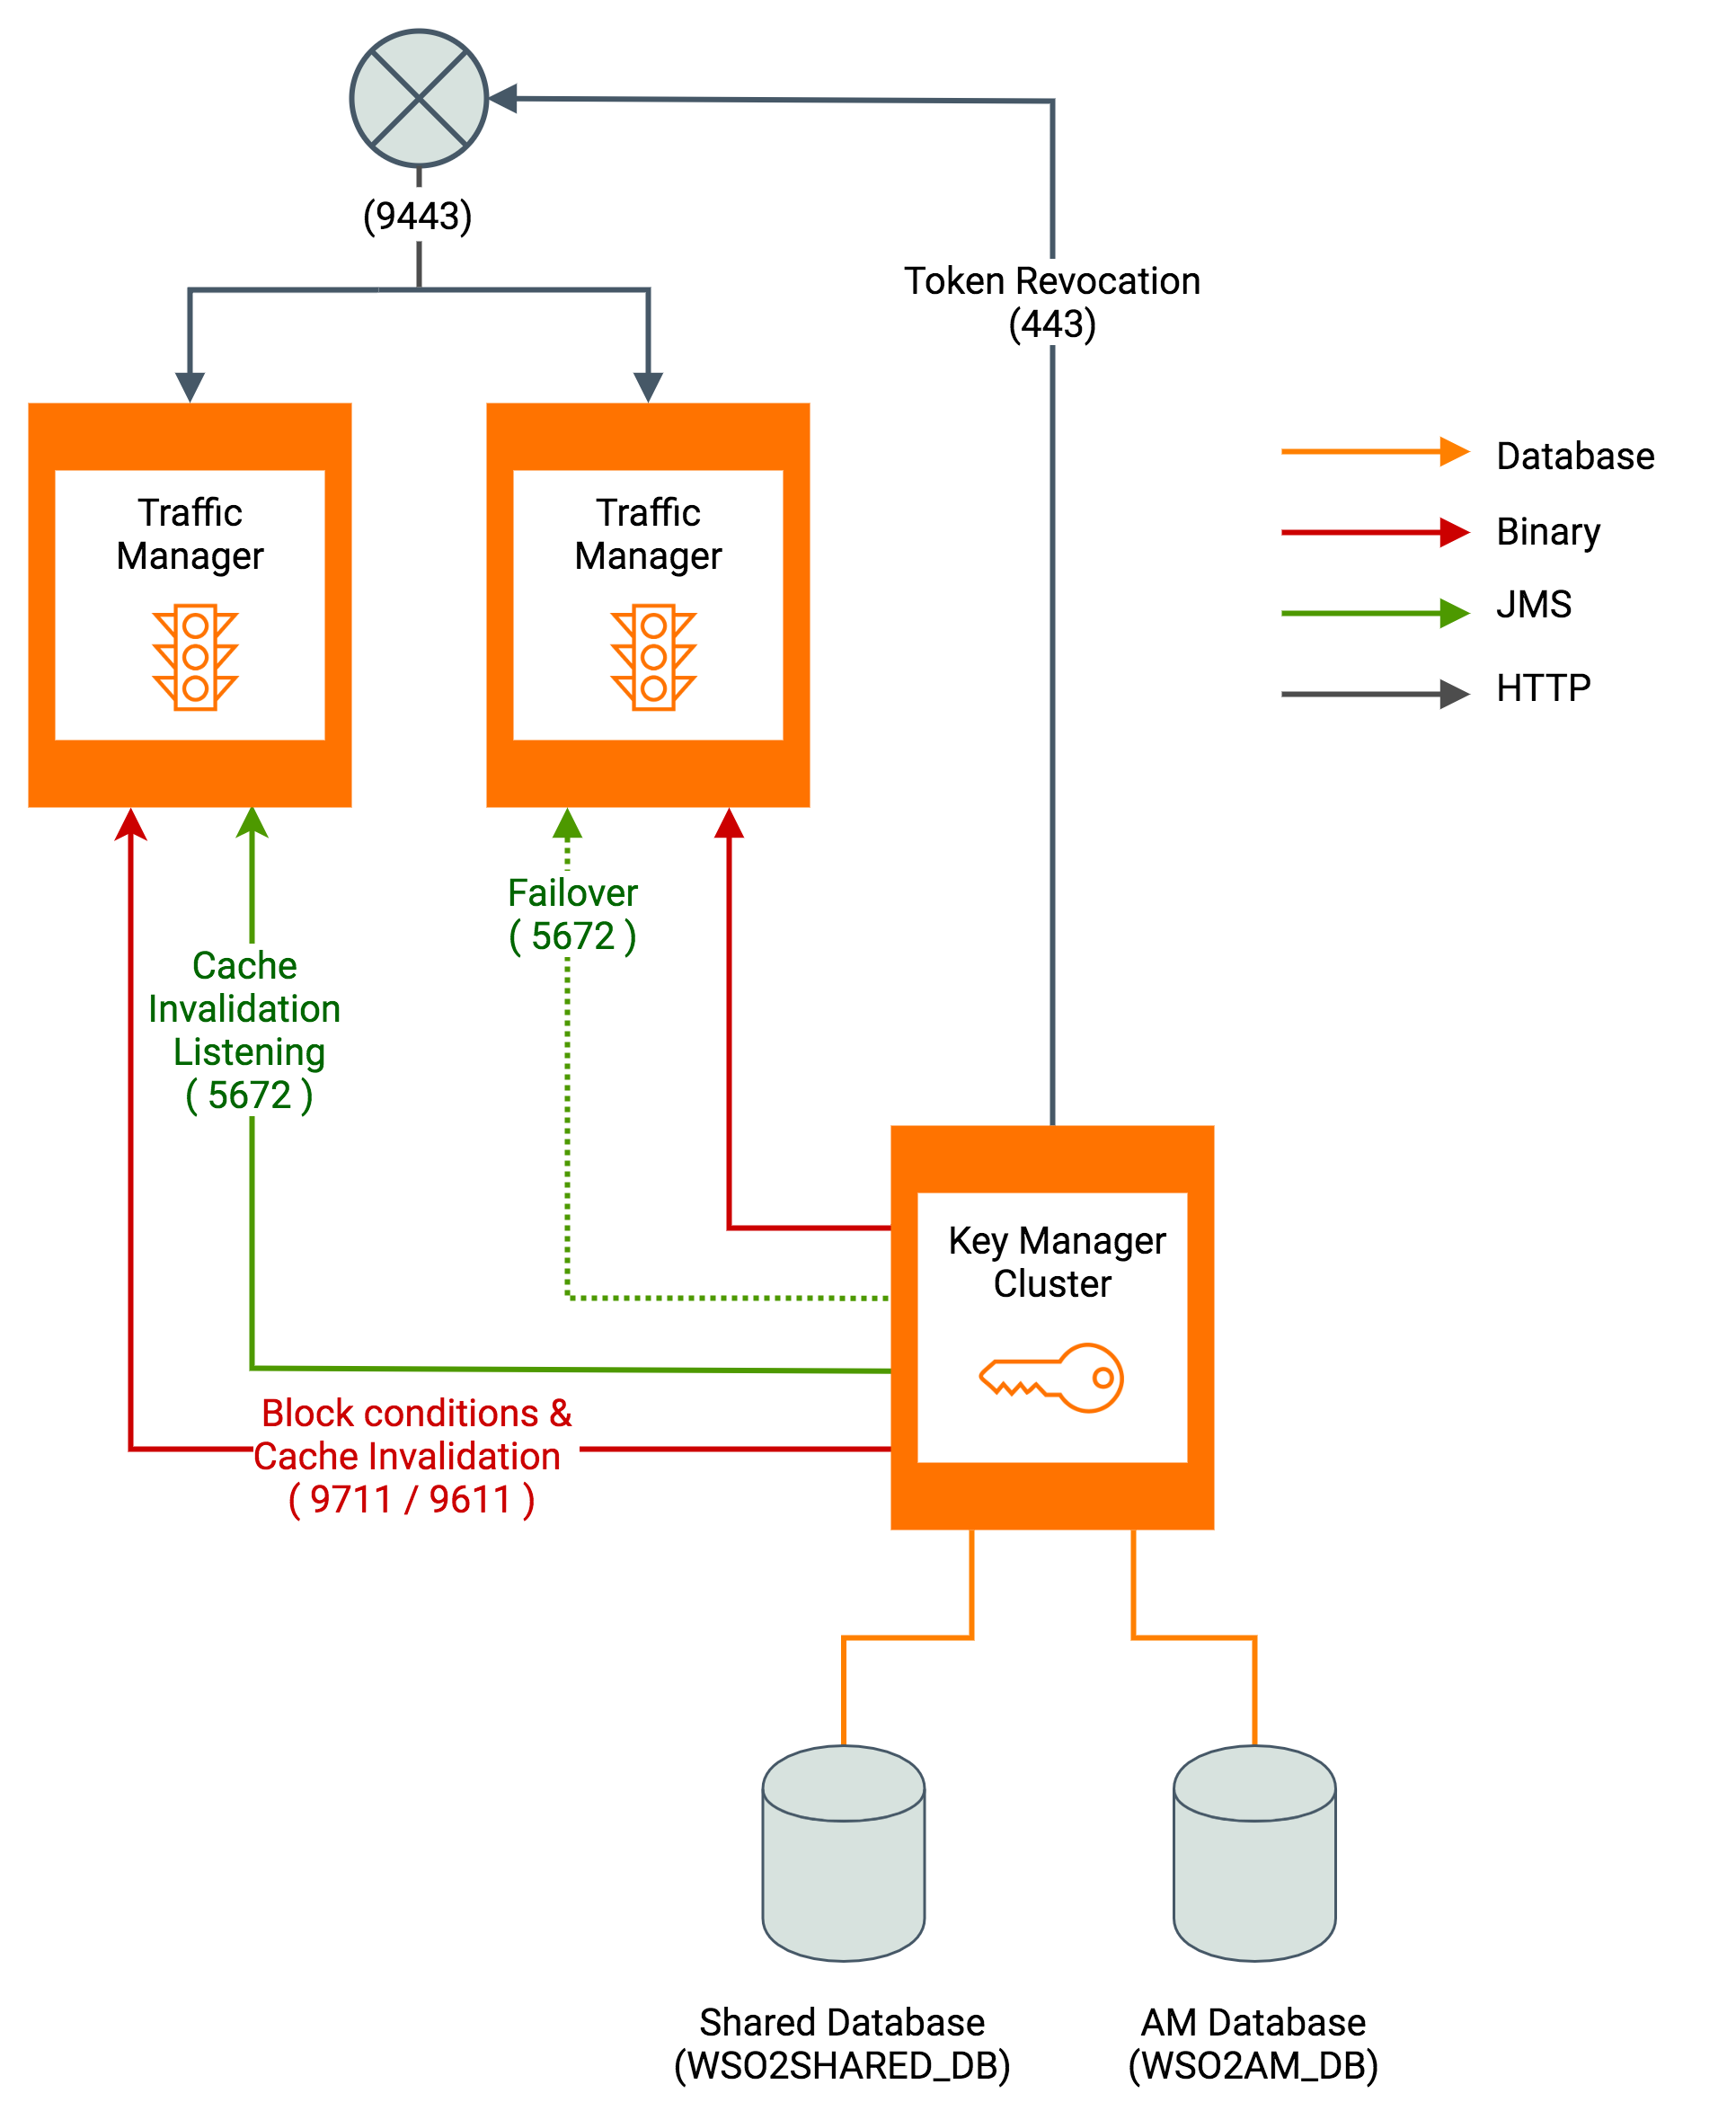 (9443)
Token Revocation
(443)
Database
Binary
JMS
HTTP
Traffic
Manager
Traffic
Manager
Failover
( 5672 )
Cache
Invalidation
Listening
( 5672 )
Key Manager
Cluster
Block conditions &
Cache Invalidation
( 9711 / 9611 )
Shared Database
(WSO2SHARED_DB)
AM Database
(WSO2AM_DB)